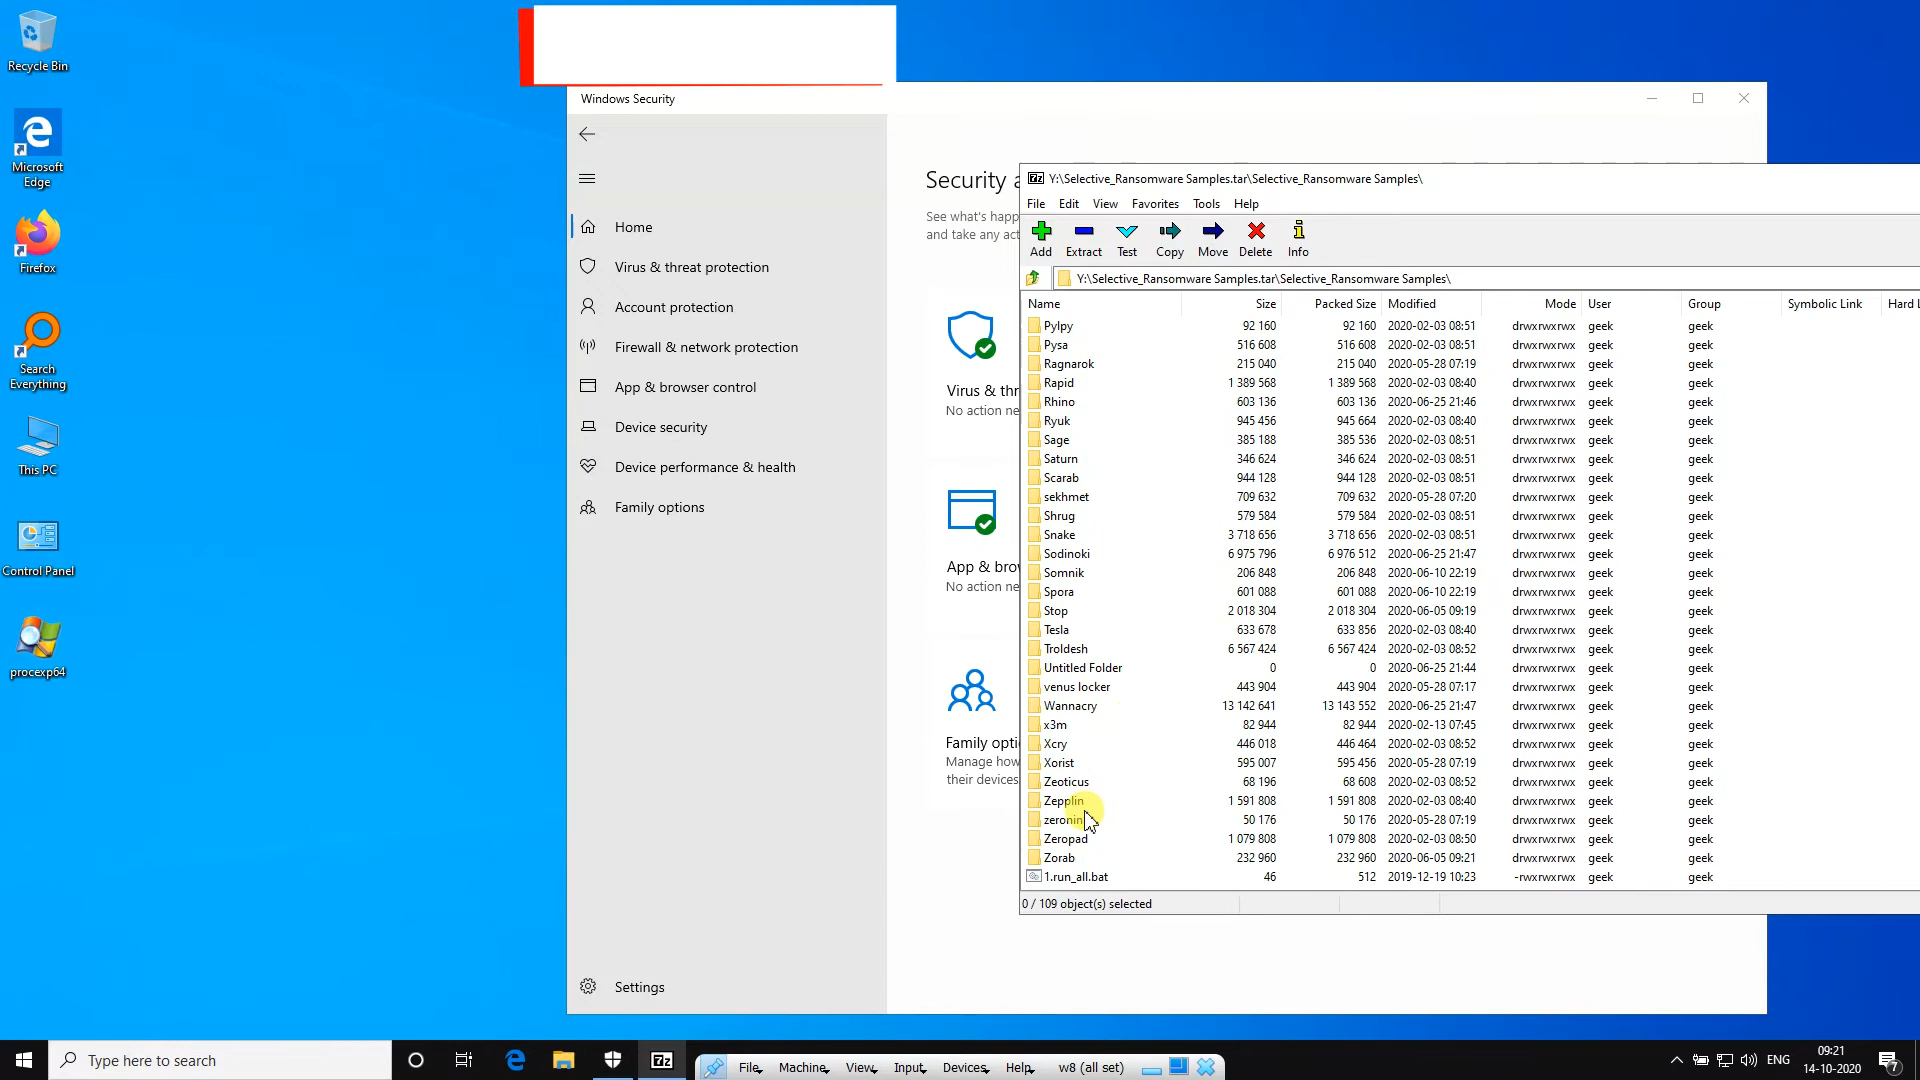 Recycle Bin
Microsoft
Edge
Firefox
Search
Everything
This PC
Control Panel
procexp64
Windows Security
Home
Virus & threat protection
Account protection
Firewall & network protection
App & browser control
Device security
Device performance & health
Family options
Settings
Security a
See what's happ
and take any act
Virus & thr
No action ne
App & brow
No action ne
Family optio
Manage how
their devices
7z Y:\Selective_Ransomware Samples.tar\Selective_Ransomware Samples\
File Edit View Favorites Tools Help
Add Extract Test Copy Move Delete Info
Y:\Selective_Ransomware Samples.tar\Selective_Ransomware Samples\
Name Size Packed Size Modified Mode User Group Symbolic Link Hard L
Pylpy 92 160 92 160 2020-02-03 08:51 drwxrwxrwx geek geek
Pysa 516 608 516 608 2020-02-03 08:51 drwxrwxrwx geek geek
Ragnarok 215 040 215 040 2020-05-28 07:19 drwxrwxrwx geek geek
Rapid 1 389 568 1 389 568 2020-02-03 08:40 drwxrwxrwx geek geek
Rhino 603 136 603 136 2020-06-25 21:46 drwxrwxrwx geek geek
Ryuk 945 456 945 664 2020-02-03 08:40 drwxrwxrwx geek geek
Sage 385 188 385 536 2020-02-03 08:51 drwxrwxrwx geek geek
Saturn 346 624 346 624 2020-02-03 08:51 drwxrwxrwx geek geek
Scarab 944 128 944 128 2020-02-03 08:51 drwxrwxrwx geek geek
sekhmet 709 632 709 632 2020-05-28 07:20 drwxrwxrwx geek geek
Shrug 579 584 579 584 2020-02-03 08:51 drwxrwxrwx geek geek
Snake 3 718 656 3 718 656 2020-02-03 08:51 drwxrwxrwx geek geek
Sodinoki 6 975 796 6 976 512 2020-06-25 21:47 drwxrwxrwx geek geek
Somnik 206 848 206 848 2020-06-10 22:19 drwxrwxrwx geek geek
Spora 601 088 601 088 2020-06-10 22:19 drwxrwxrwx geek geek
Stop 2 018 304 2 018 304 2020-06-05 09:19 drwxrwxrwx geek geek
Tesla 633 678 633 856 2020-02-03 08:40 drwxrwxrwx geek geek
Troldesh 6 567 424 6 567 424 2020-02-03 08:52 drwxrwxrwx geek geek
Untitled Folder 0 0 2020-06-25 21:44 drwxrwxrwx geek geek
venus locker 443 904 443 904 2020-05-28 07:17 drwxrwxrwx geek geek
Wannacry 13 142 641 13 143 552 2020-06-25 21:47 drwxrwxrwx geek geek
x3m 82 944 82 944 2020-02-13 07:45 drwxrwxrwx geek geek
Xcry 446 018 446 464 2020-02-03 08:52 drwxrwxrwx geek geek
Xorist 595 007 595 456 2020-05-28 07:19 drwxrwxrwx geek geek
Zeoticus 68 196 68 608 2020-02-03 08:52 drwxrwxrwx geek geek
Zepplin 1 591 808 1 591 808 2020-02-03 08:40 drwxrwxrwx geek geek
zeronin 50 176 50 176 2020-05-28 07:19 drwxrwxrwx geek geek
Zeropad 1 079 808 1 079 808 2020-02-03 08:50 drwxrwxrwx geek geek
Zorab 232 960 232 960 2020-06-05 09:21 drwxrwxrwx geek geek
1.run_all.bat 46 512 2019-12-19 10:23 -rwxrwxrwx geek geek
0 / 109 object(s) selected
Type here to search
7z
File Machine View Input Devices Help w8 (all set)
ENG
09:21
14-10-2020
7